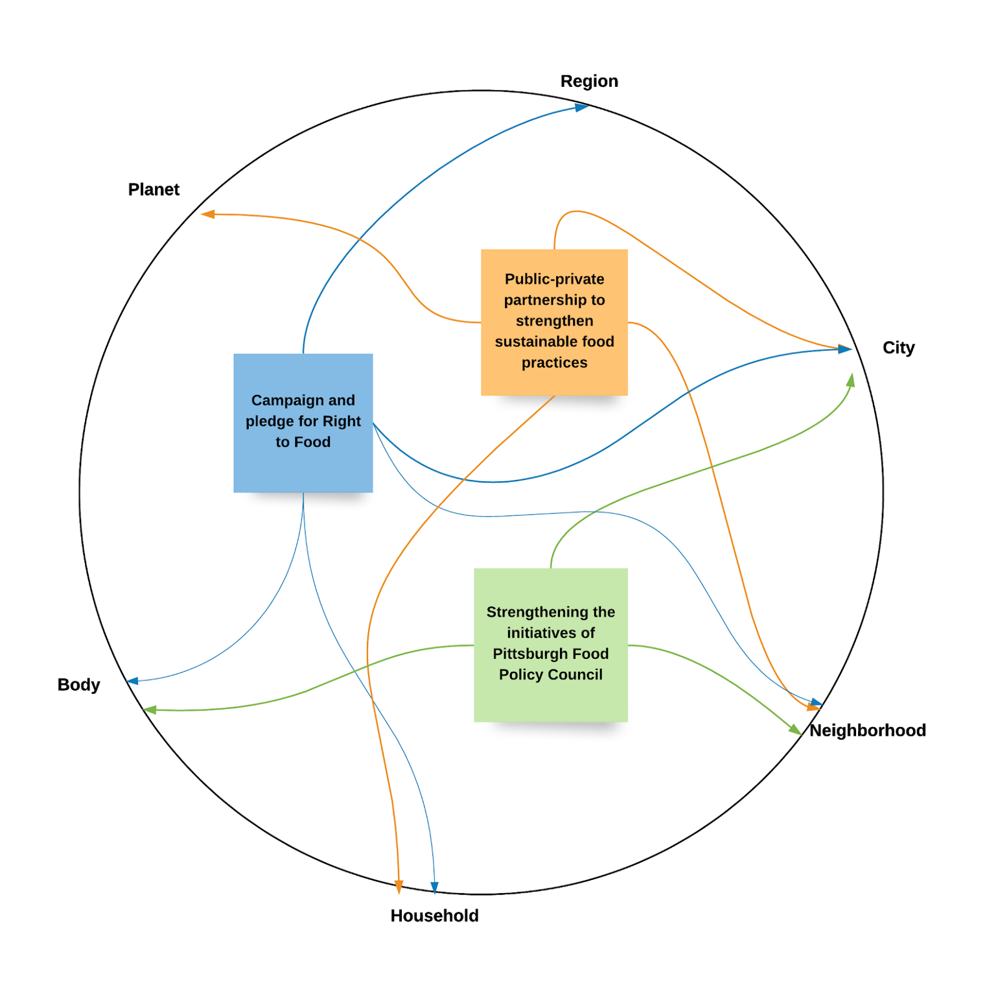 Region
Planet
Public-private
partnership to
strengthen
sustainable food
practices
City
Campaign and
pledge for Right
to Food
Strengthening the
initiatives of
Pittsburgh Food
Policy Council
Body
Neighborhood
Household